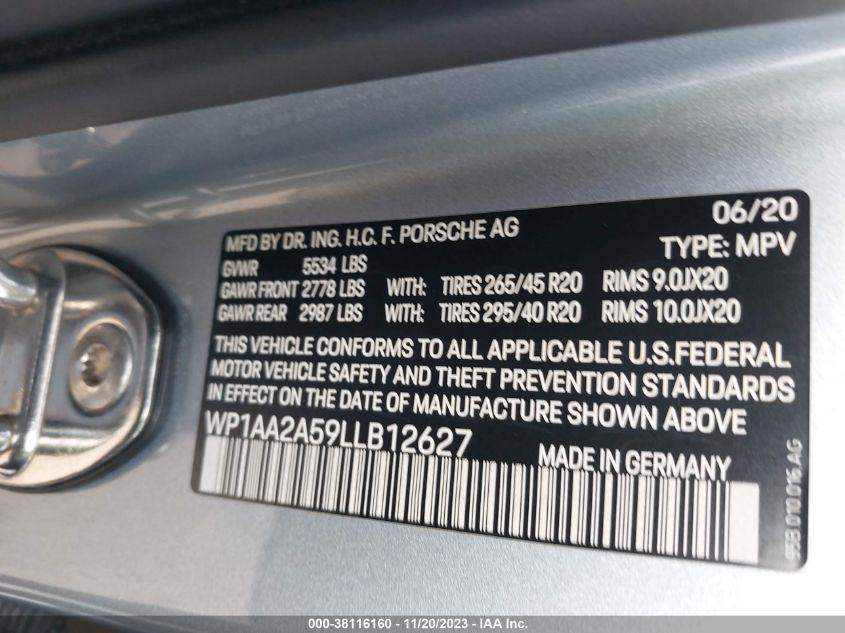 06/20
MFD BY DR. ING. H.C. F. PORSCHE AG
TYPE: MPV
GVWR 5534 LBS
GAWR FRONT 2778 LBS WITH: TIRES 265/45 R20 RIMS 9.0JX20
GAWR REAR 2987 LBS WITH: TIRES 295/40 R20 RIMS 10.0JX20
THIS VEHICLE CONFORMS TO ALL APPLICABLE U.S.FEDERAL
MOTOR VEHICLE SAFETY AND THEFT PREVENTION STANDARDS
IN EFFECT ON THE DATE OF MANUFACTURE SHOWN ABOVE
WP1AA2A59LLB12627
MADE IN GERMANY
95B.010.016.AG
000-38116160 - 11/20/2023 - IAA Inc.